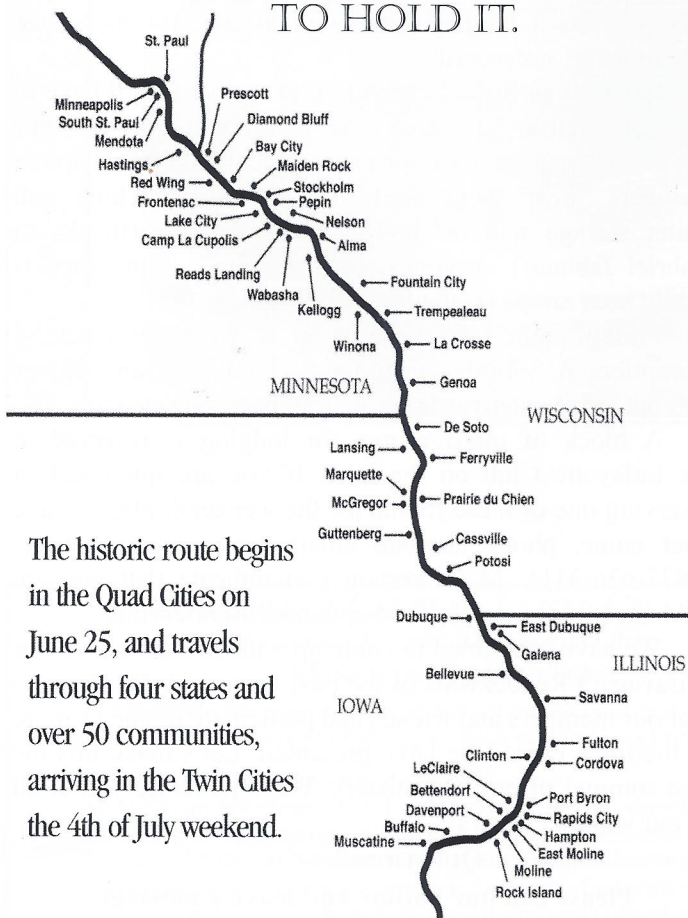 TO HOLD IT.
St. Paul
Minneapolis
South St. Paul
Mendota
Prescott
Diamond Bluff
Hastings
Bay City
Maiden Rock
Red Wing
Stockholm
Frontenac
Pepin
Lake City
Nelson
Camp La Cupolis
Alma
Reads Landing
Wabasha
Kellogg
Fountain City
Trempealeau
Winona
La Crosse
Genoa
MINNESOTA
WISCONSIN
De Soto
Lansing
Ferryville
Marquette
McGregor
Prairie du Chien
Guttenberg
Cassville
Potosi
The historic route begins
in the Quad Cities on
June 25, and travels
through four states and
over 50 communities,
arriving in the Twin Cities
the 4th of July weekend.
Dubuque
East Dubuque
Galena
ILLINOIS
Bellevue
IOWA
Savanna
Fulton
Clinton
Cordova
LeClaire
Bettendorf
Port Byron
Davenport
Rapids City
Buffalo
Hampton
Muscatine
East Moline
Moline
Rock Island